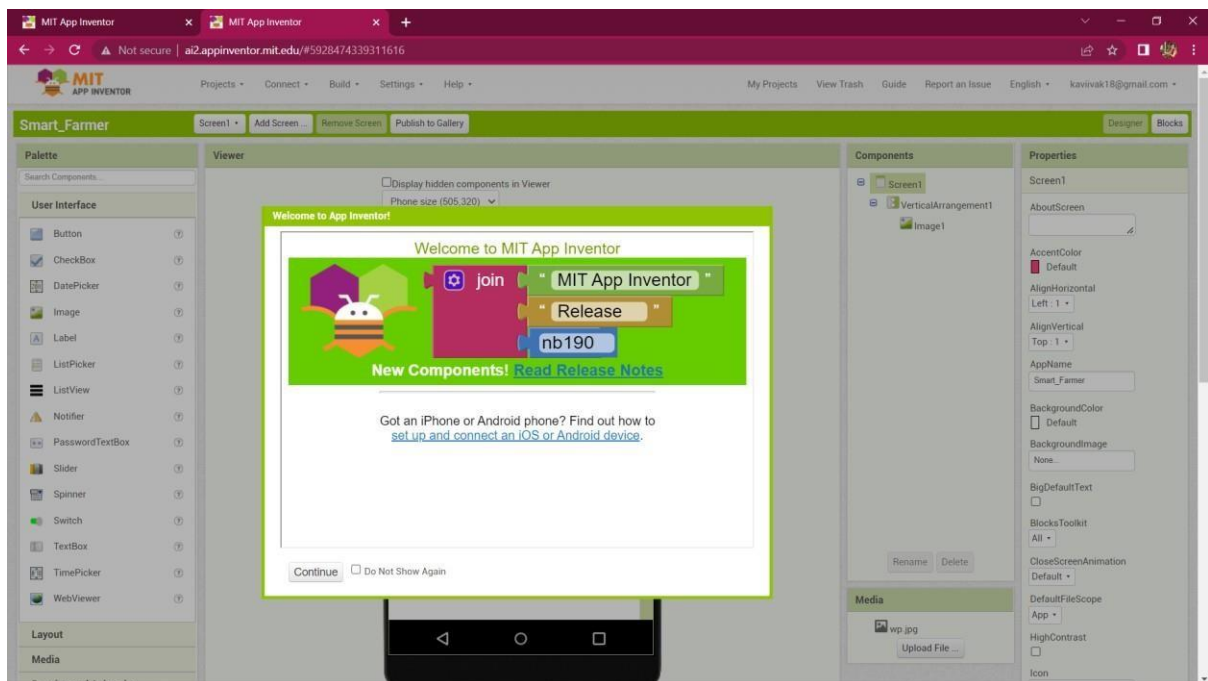 MIT App Inventor
MIT App Inventor
Not secure | ai2.appinventor.mit.edu/#5928474339311616
MIT
APP INVENTOR
Projects
Connect
Build
Settings
Help
My Projects
View Trash
Guide
Report an Issue
English
kaviivak18@gmail.com
Smart_Farmer
Screen1
Add Screen ...
Remove Screen
Publish to Gallery
Designer
Blocks
Palette
Search Components...
User Interface
Button
CheckBox
DatePicker
Image
Label
ListPicker
ListView
Notifier
PasswordTextBox
Slider
Spinner
Switch
TextBox
TimePicker
WebViewer
Layout
Media
Viewer
Display hidden components in Viewer
Phone size (505,320)
Welcome to App Inventor!
Welcome to MIT App Inventor
join " MIT App Inventor "
" Release "
nb190
New Components! Read Release Notes
Got an iPhone or Android phone? Find out how to
set up and connect an iOS or Android device.
Continue
Do Not Show Again
Components
Screen1
VerticalArrangement1
Image1
Rename
Delete
Media
wp.jpg
Upload File ...
Properties
Screen1
AboutScreen
AccentColor
Default
AlignHorizontal
Left : 1
AlignVertical
Top : 1
AppName
Smart_Farmer
BackgroundColor
Default
BackgroundImage
None...
BigDefaultText
BlocksToolkit
All
CloseScreenAnimation
Default
DefaultFileScope
App
HighContrast
Icon